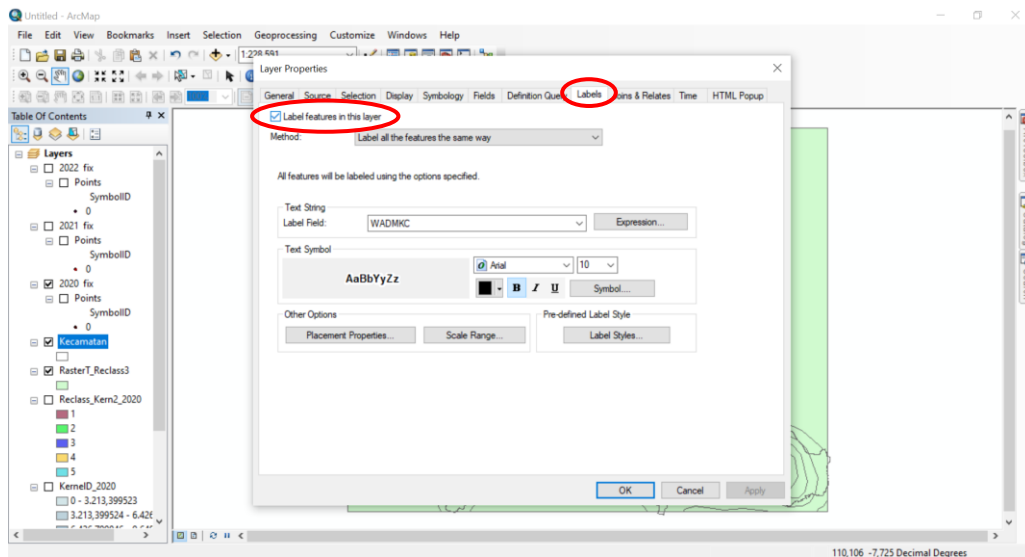 Untitled - ArcMap
File Edit View Bookmarks Insert Selection Geoprocessing Customize Windows Help
1:228.591
Layer Properties
General Source Selection Display Symbology Fields Definition Query Labels Joins & Relates Time HTML Popup
Table Of Contents
Label features in this layer
Method: Label all the features the same way
Layers
2022 fix
Points
SymbolID
0
2021 fix
Points
SymbolID
0
2020 fix
Points
SymbolID
0
Kecamatan
RasterT_Reclass3
Reclass_Kern2_2020
1
2
3
4
5
KernelD_2020
0 - 3.213,399523
3.213,399524 - 6.426
All features will be labeled using the options specified.
Text String
Label Field: WADMKC Expression...
Text Symbol
AaBbYyZz
Arial 10
B I U Symbol...
Other Options
Placement Properties... Scale Range...
Pre-defined Label Style
Label Styles...
OK Cancel Apply
110,106 -7,725 Decimal Degrees